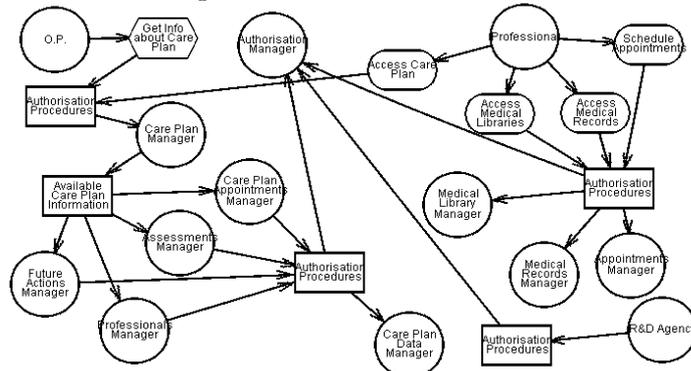 O.P.
Get Info
about Care
Plan
Authorisation
Manager
Professional
Schedule
Appointments
Access Care
Plan
Authorisation
Procedures
Access
Medical
Libraries
Access
Medical
Records
Care Plan
Manager
Available
Care Plan
Information
Care Plan
Appointments
Manager
Medical
Library
Manager
Authorisation
Procedures
Assessments
Manager
Future
Actions
Manager
Authorisation
Procedures
Medical
Records
Manager
Appointments
Manager
Professionals
Manager
Care Plan
Data
Manager
Authorisation
Procedures
R&D Agency